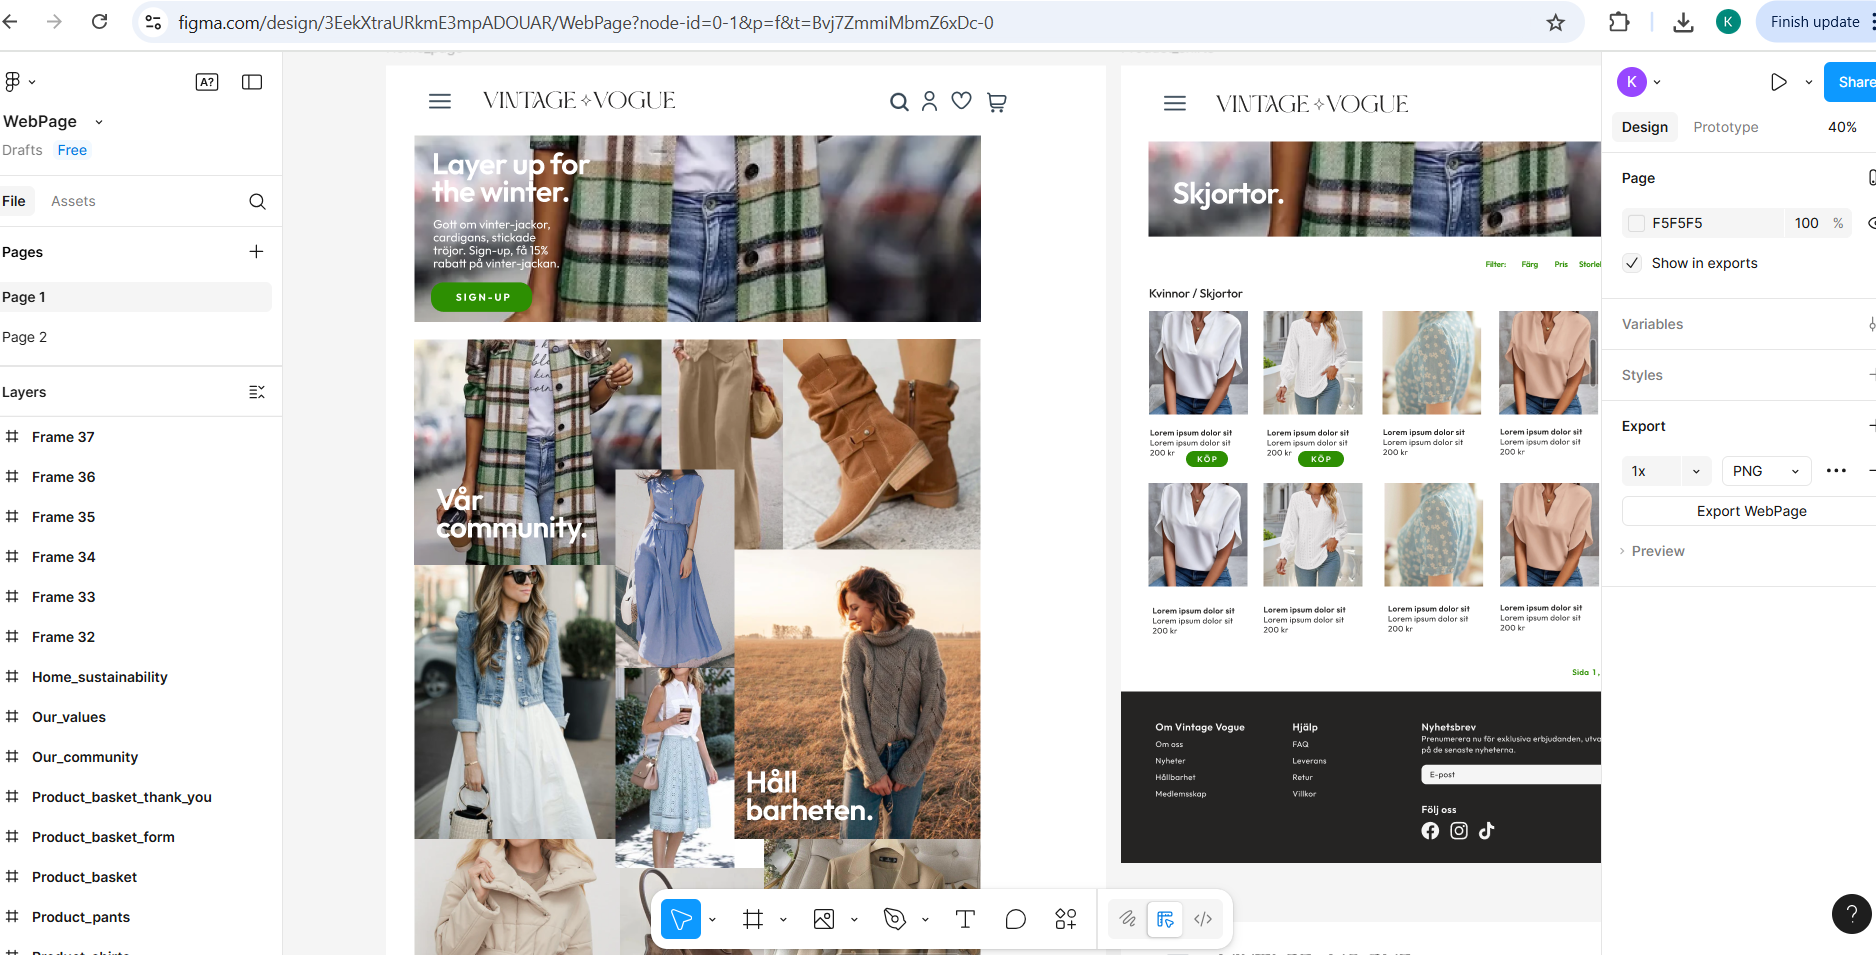 figma.com/design/3EekXtraURkmE3mpADOUAR/WebPage?node-id=0-1&p=f&t=Bvj7ZmmiMbmZ6xDc-0
K
Finish update
A?
WebPage
Drafts Free
File Assets
Pages
Page 1
Page 2
Layers
Frame 37
Frame 36
Frame 35
Frame 34
Frame 33
Frame 32
Home_sustainability
Our_values
Our_community
Product_basket_thank_you
Product_basket_form
Product_basket
Product_pants
VINTAGE VOGUE
Layer up for
the winter.
Gott om vinter-jackor,
cardigans, stickade
tröjor. Sign-up, få 15%
rabatt på vinter-jackan.
SIGN-UP
Vår
community.
Håll
barheten.
VINTAGE VOGUE
Skjortor.
Filter: Färg Pris Storlek
Kvinnor / Skjortor
Lorem ipsum dolor sit
Lorem ipsum dolor sit
200 kr
KÖP
Lorem ipsum dolor sit
Lorem ipsum dolor sit
200 kr
KÖP
Lorem ipsum dolor sit
Lorem ipsum dolor sit
200 kr
Lorem ipsum dolor sit
Lorem ipsum dolor sit
200 kr
Lorem ipsum dolor sit
Lorem ipsum dolor sit
200 kr
Lorem ipsum dolor sit
Lorem ipsum dolor sit
200 kr
Lorem ipsum dolor sit
Lorem ipsum dolor sit
200 kr
Lorem ipsum dolor sit
Lorem ipsum dolor sit
200 kr
Sida 1,
Om Vintage Vogue
Om oss
Nyheter
Hållbarhet
Medlemsskap
Hjälp
FAQ
Leverans
Retur
Villkor
Nyhetsbrev
Prenumerera nu för exklusiva erbjudanden, utva
på de senaste nyheterna.
E-post
Följ oss
K
Share
Design Prototype 40%
Page
F5F5F5 100 %
Show in exports
Variables
Styles
Export
1x PNG
Export WebPage
Preview
?